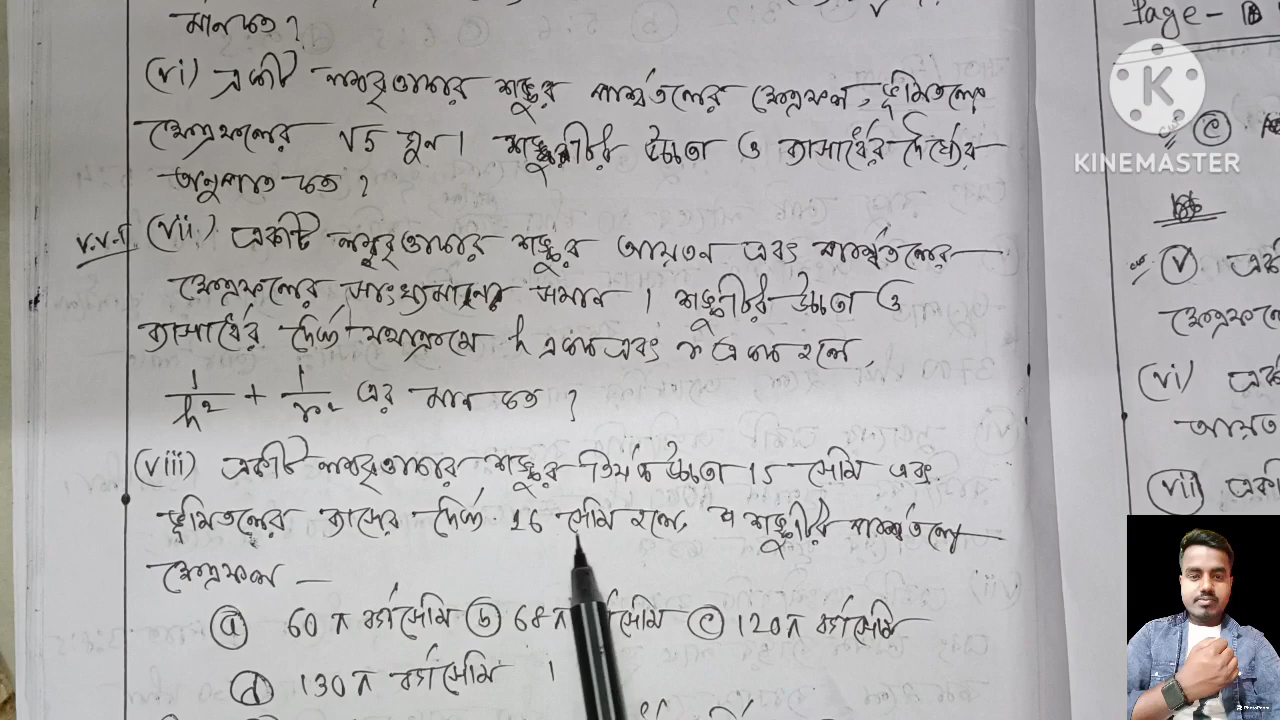 মান কত?
(vi) একটি লম্ববৃত্তাকার শঙ্কুর পার্শ্বতলের ক্ষেত্রফল, ভূমিতলের
ক্ষেত্রফলের √5 গুন। শঙ্কুটির উচ্চতা ও ব্যাসার্ধের দৈর্ঘ্যের
অনুপাত কত?
V.V.I (vii) একটি লম্ববৃত্তাকার শঙ্কুর আয়তন এবং পার্শ্বতলের
ক্ষেত্রফলের সাংখ্যমানের সমান। শঙ্কুটির উচ্চতা ও
ব্যাসার্ধের দৈর্ঘ্য যথাক্রমে h একক এবং r একক হলে,
1/h² + 1/r² এর মান কত?
(viii) একটি লম্ববৃত্তাকার শঙ্কুর তির্যক উচ্চতা 15 সেমি এবং
ভূমিতলের ব্যাসের দৈর্ঘ্য 16 সেমি হলে, শঙ্কুটির পার্শ্বতলের
ক্ষেত্রফল —
ⓐ 60π বর্গসেমি ⓑ 68π সেমি ⓒ 120π বর্গসেমি
ⓓ 130π বর্গসেমি।
Page-
ⓒ
(v)
(vi)
আয়ত
(vii)
KINEMASTER